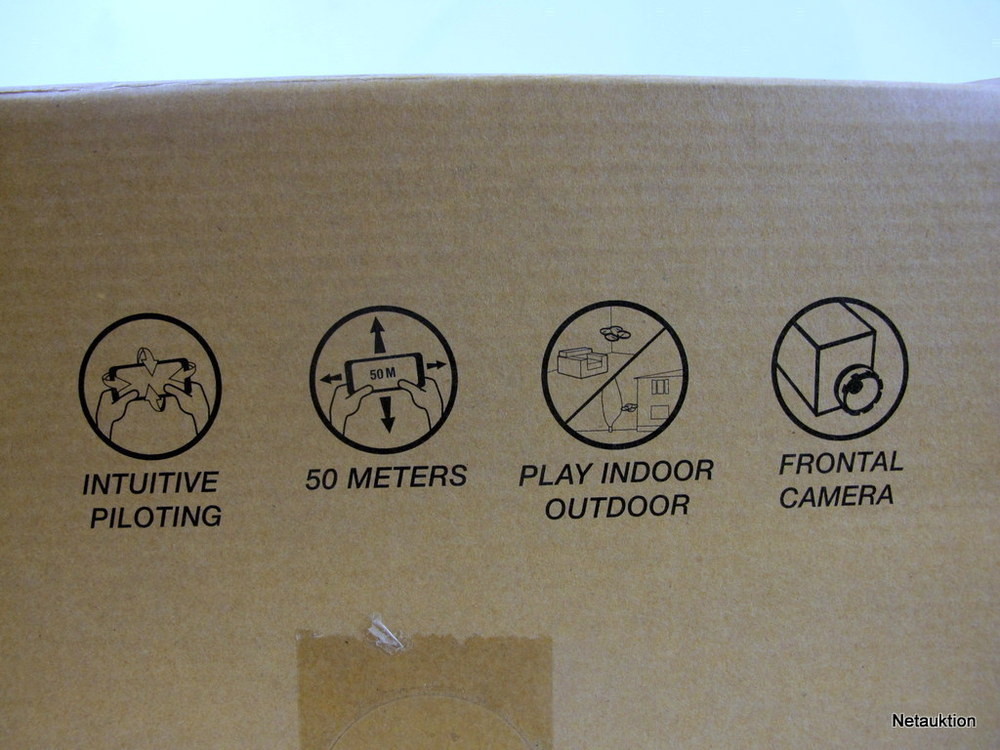 50 M
INTUITIVE
PILOTING
50 METERS
PLAY INDOOR
OUTDOOR
FRONTAL
CAMERA
Netauktion